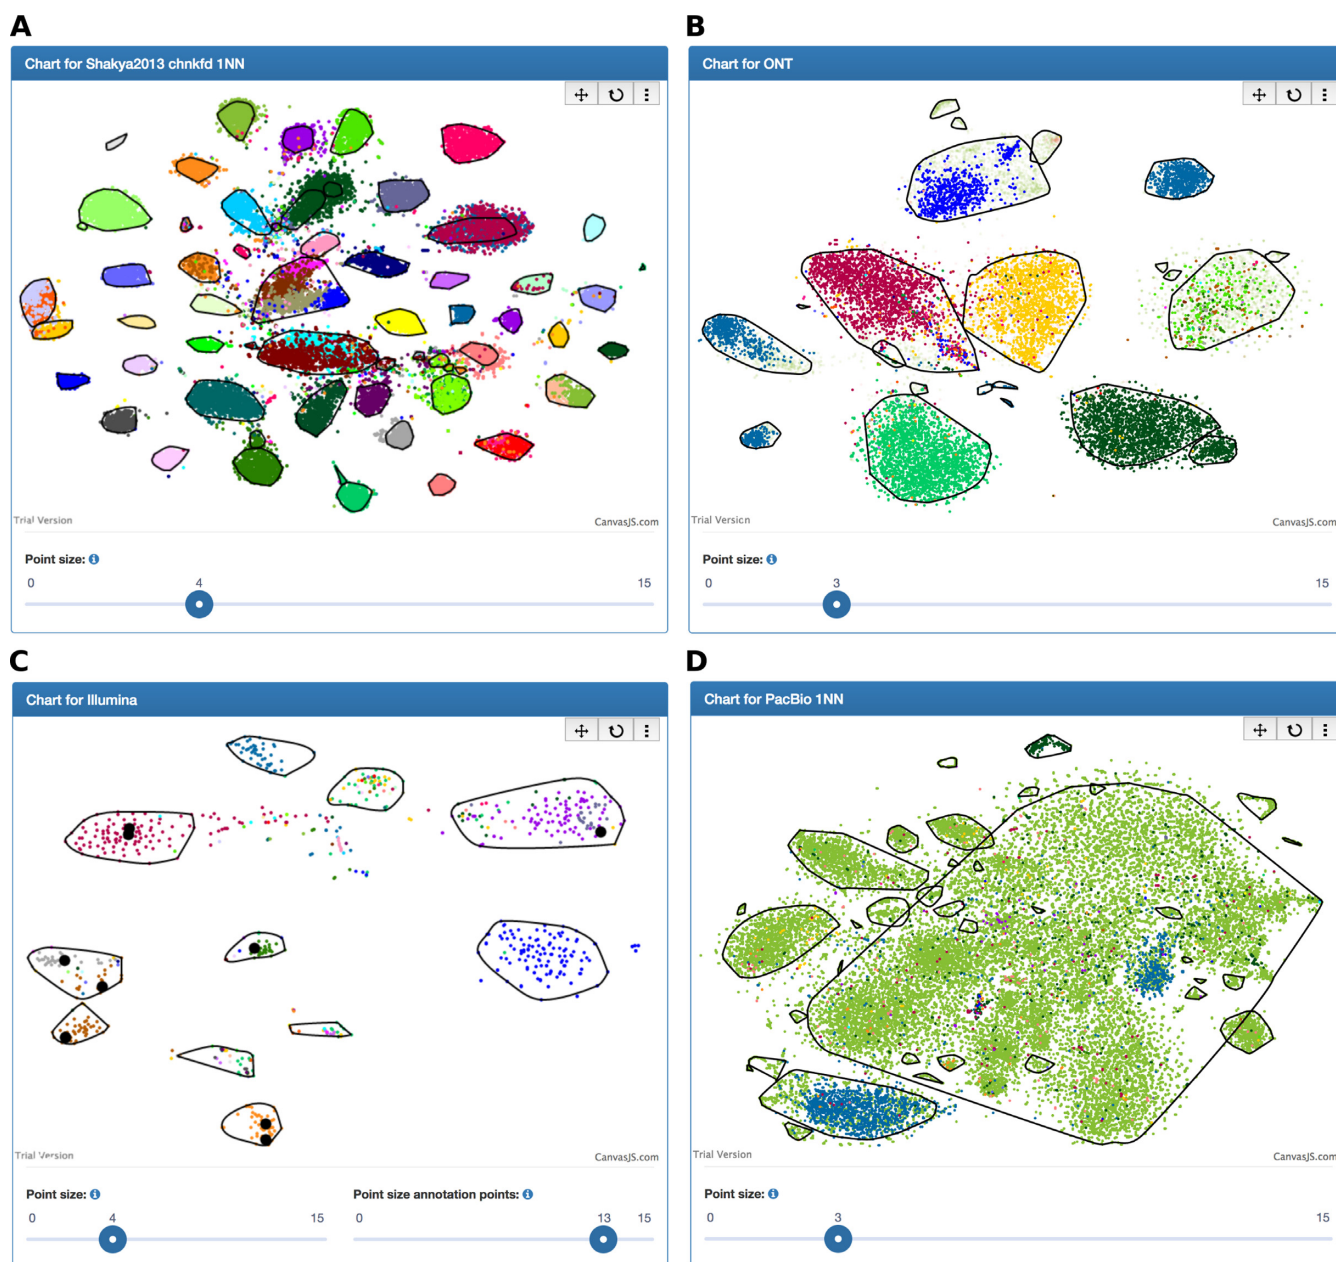 A
Chart for Shakya2013 chnkfd 1NN
Trial Version
CanvasJS.com
Point size:
0 4 15
B
Chart for ONT
Trial Version
CanvasJS.com
Point size:
0 3 15
C
Chart for Illumina
Trial Version
CanvasJS.com
Point size:
0 4 15
Point size annotation points:
0 13 15
D
Chart for PacBio 1NN
Trial Version
CanvasJS.com
Point size:
0 3 15